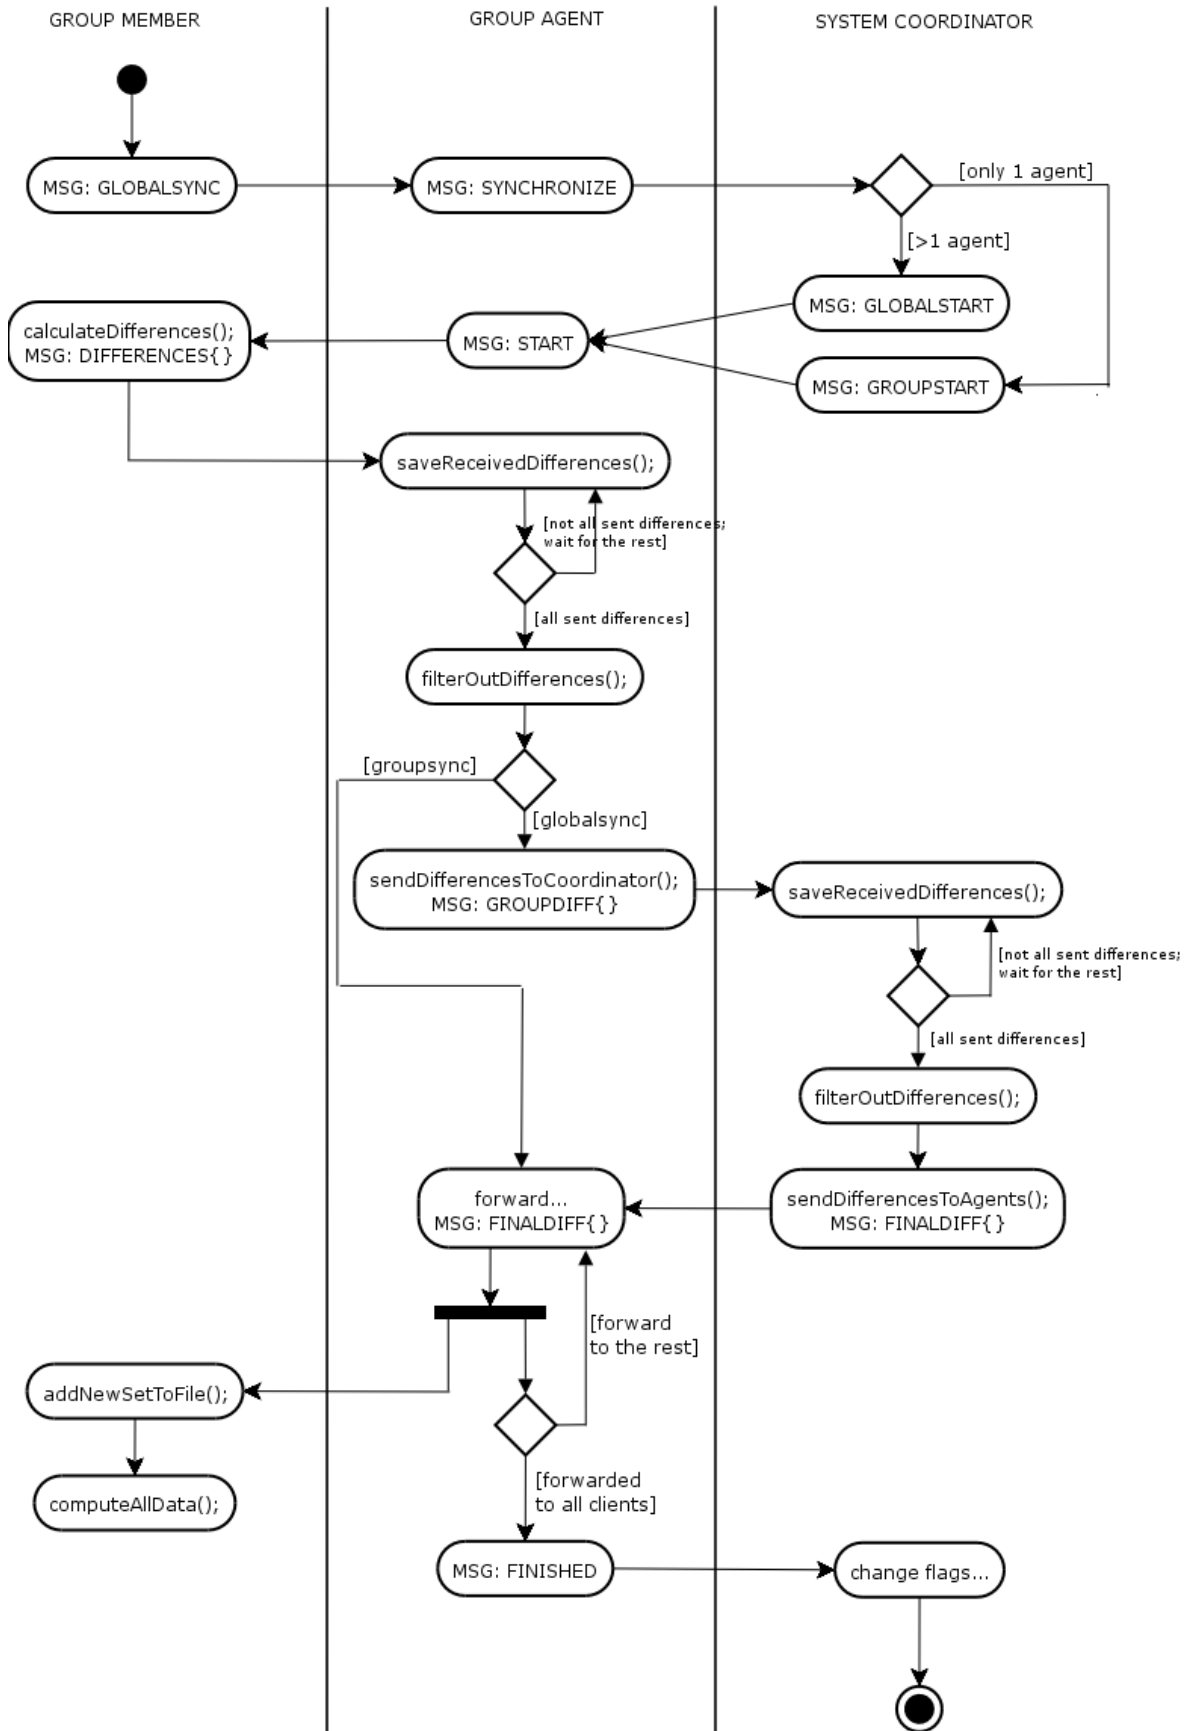 GROUP MEMBER
GROUP AGENT
SYSTEM COORDINATOR
MSG: GLOBALSYNC
MSG: SYNCHRONIZE
[only 1 agent]
[>1 agent]
MSG: GLOBALSTART
calculateDifferences();
MSG: DIFFERENCES{}
MSG: START
MSG: GROUPSTART
saveReceivedDifferences();
[not all sent differences;
wait for the rest]
[all sent differences]
filterOutDifferences();
[groupsync]
[globalsync]
sendDifferencesToCoordinator();
MSG: GROUPDIFF{}
saveReceivedDifferences();
[not all sent differences;
wait for the rest]
[all sent differences]
filterOutDifferences();
forward...
MSG: FINALDIFF{}
sendDifferencesToAgents();
MSG: FINALDIFF{}
[forward
to the rest]
addNewSetToFile();
computeAllData();
[forwarded
to all clients]
MSG: FINISHED
change flags...